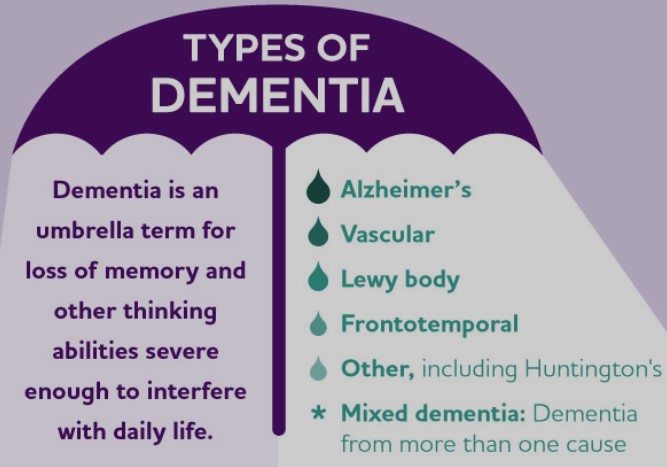 TYPES OF
DEMENTIA
Dementia is an
umbrella term for
loss of memory and
other thinking
abilities severe
enough to interfere
with daily life.
Alzheimer's
Vascular
Lewy body
Frontotemporal
Other, including Huntington's
* Mixed dementia: Dementia
from more than one cause